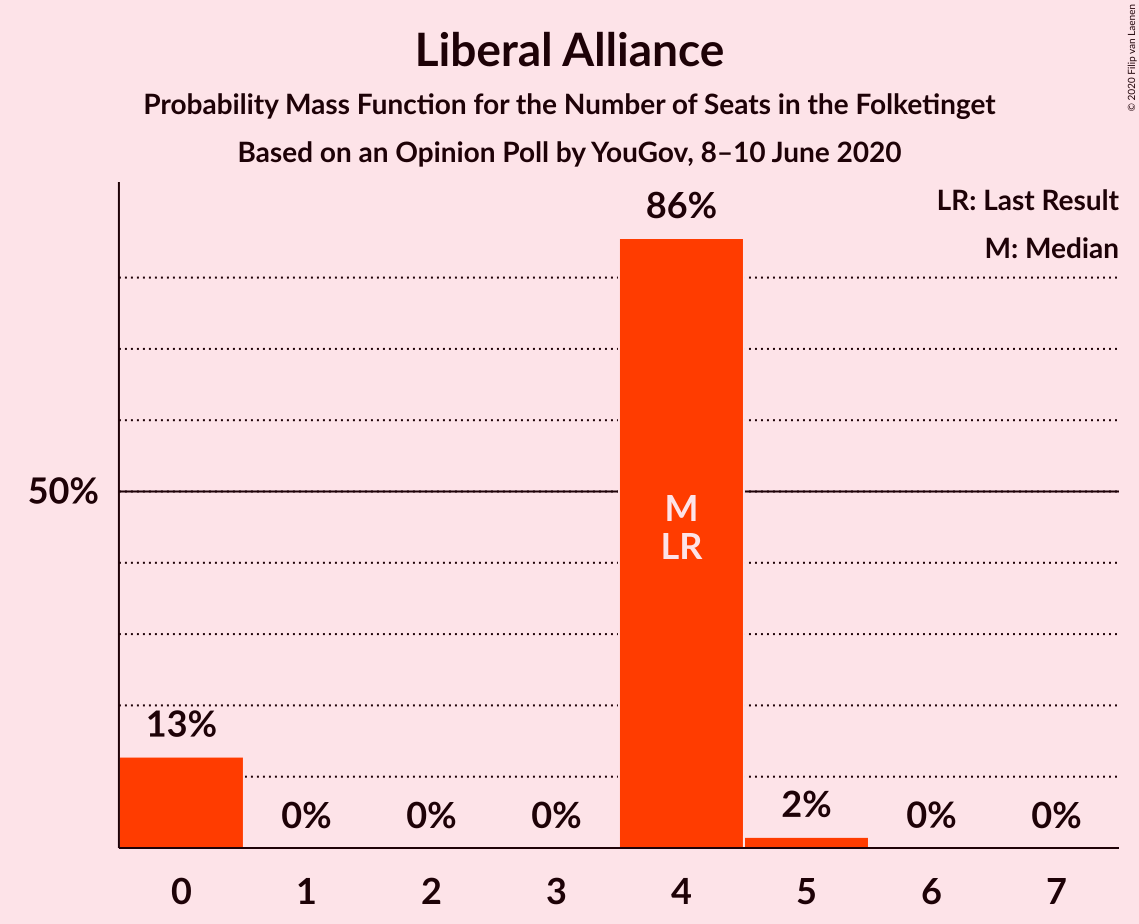 Liberal Alliance
Probability Mass Function for the Number of Seats in the Folketinget
Based on an Opinion Poll by YouGov, 8–10 June 2020
© 2020 Filip van Laenen
LR: Last Result
M: Median
86%
50%
M
LR
13%
0%
0%
0%
2%
0%
0%
0
1
2
3
4
5
6
7